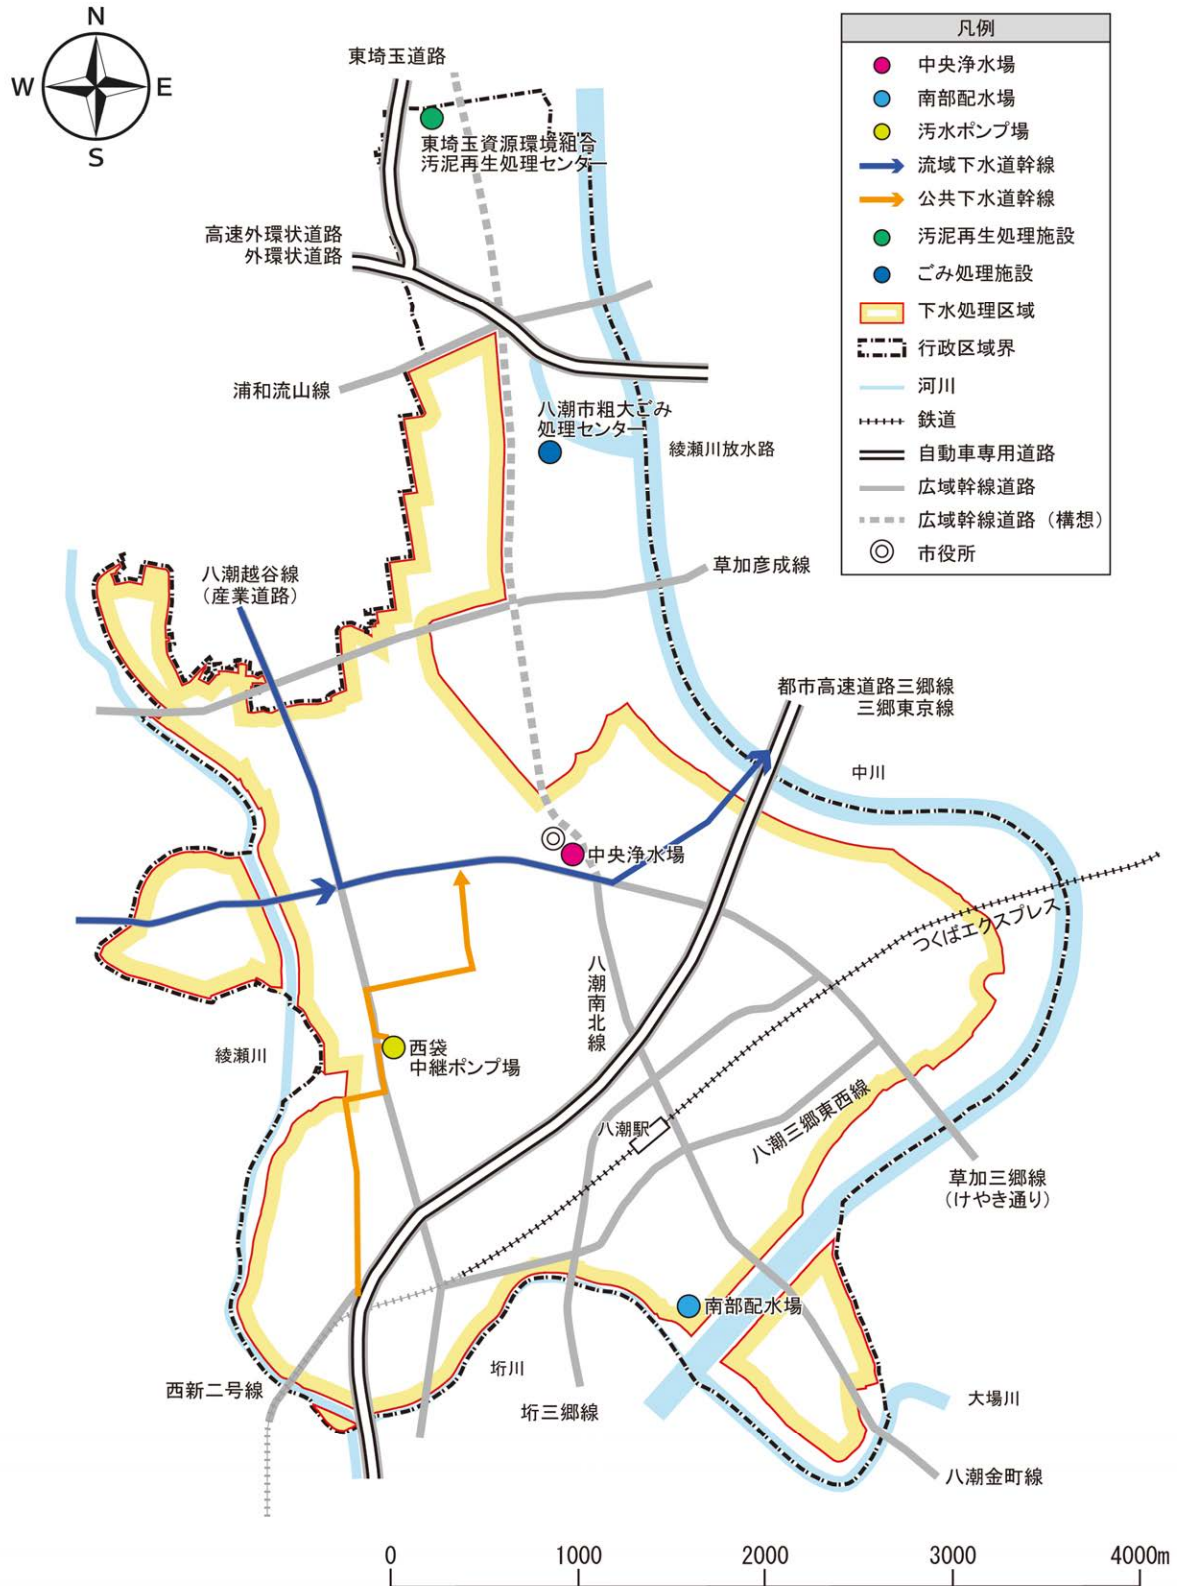 N
W
E
S
凡例
中央浄水場
南部配水場
汚水ポンプ場
流域下水道幹線
公共下水道幹線
汚泥再生処理施設
ごみ処理施設
下水処理区域
行政区域界
河川
鉄道
自動車専用道路
広域幹線道路
広域幹線道路（構想）
市役所
東埼玉道路
東埼玉資源環境組合
汚泥再生処理センター
高速外環状道路
外環状道路
浦和流山線
八潮市粗大ごみ
処理センター
綾瀬川放水路
草加彦成線
八潮越谷線
（産業道路）
都市高速道路三郷線
三郷東京線
中川
中央浄水場
つくばエクスプレス
八潮南北線
綾瀬川
西袋
中継ポンプ場
八潮駅
八潮三郷東西線
草加三郷線
（けやき通り）
南部配水場
西新二号線
垳川
垳三郷線
大場川
八潮金町線
0
1000
2000
3000
4000m